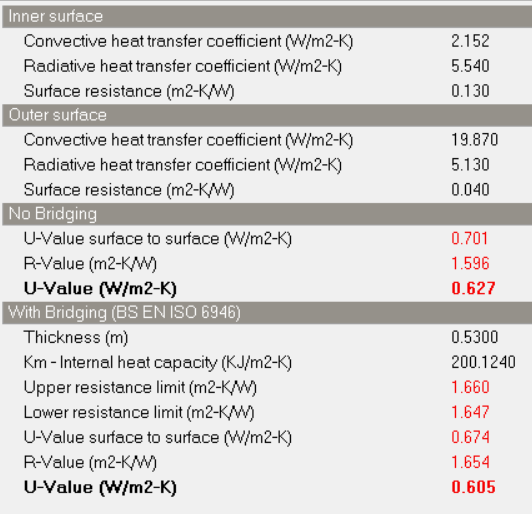 Inner surface
Convective heat transfer coefficient (W/m2-K) 2.152
Radiative heat transfer coefficient (W/m2-K) 5.540
Surface resistance (m2-K/W) 0.130
Outer surface
Convective heat transfer coefficient (W/m2-K) 19.870
Radiative heat transfer coefficient (W/m2-K) 5.130
Surface resistance (m2-K/W) 0.040
No Bridging
U-Value surface to surface (W/m2-K) 0.701
R-Value (m2-K/W) 1.596
U-Value (W/m2-K) 0.627
With Bridging (BS EN ISO 6946)
Thickness (m) 0.5300
Km - Internal heat capacity (KJ/m2-K) 200.1240
Upper resistance limit (m2-K/W) 1.660
Lower resistance limit (m2-K/W) 1.647
U-Value surface to surface (W/m2-K) 0.674
R-Value (m2-K/W) 1.654
U-Value (W/m2-K) 0.605